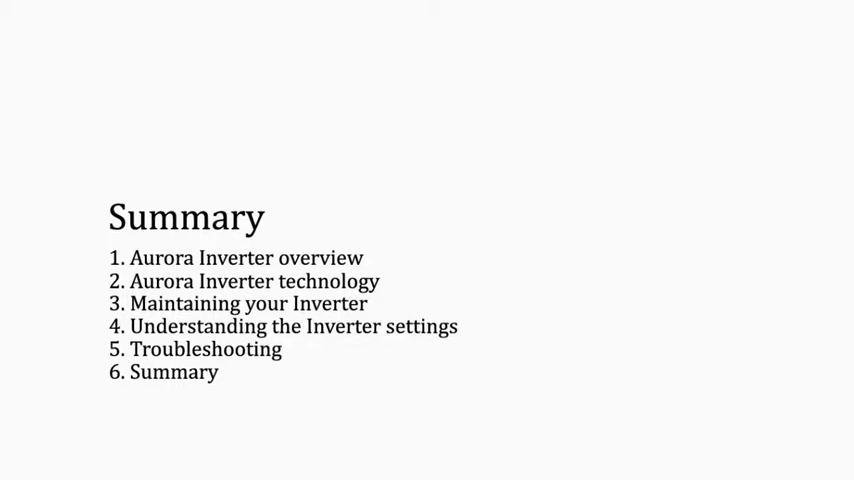 Summary
1. Aurora Inverter overview
2. Aurora Inverter technology
3. Maintaining your Inverter
4. Understanding the Inverter settings
5. Troubleshooting
6. Summary